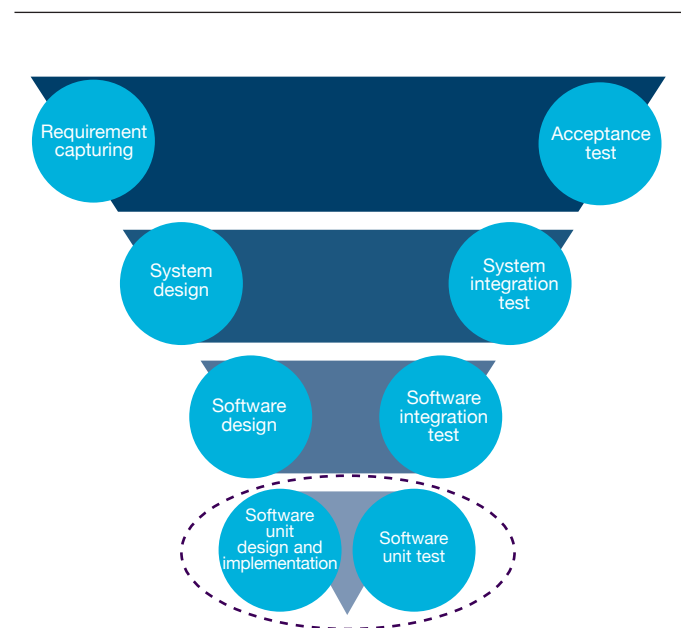 Requirement
capturing
Acceptance
test
System
design
System
integration
test
Software
design
Software
integration
test
Software
unit
design and
implementation
Software
unit test